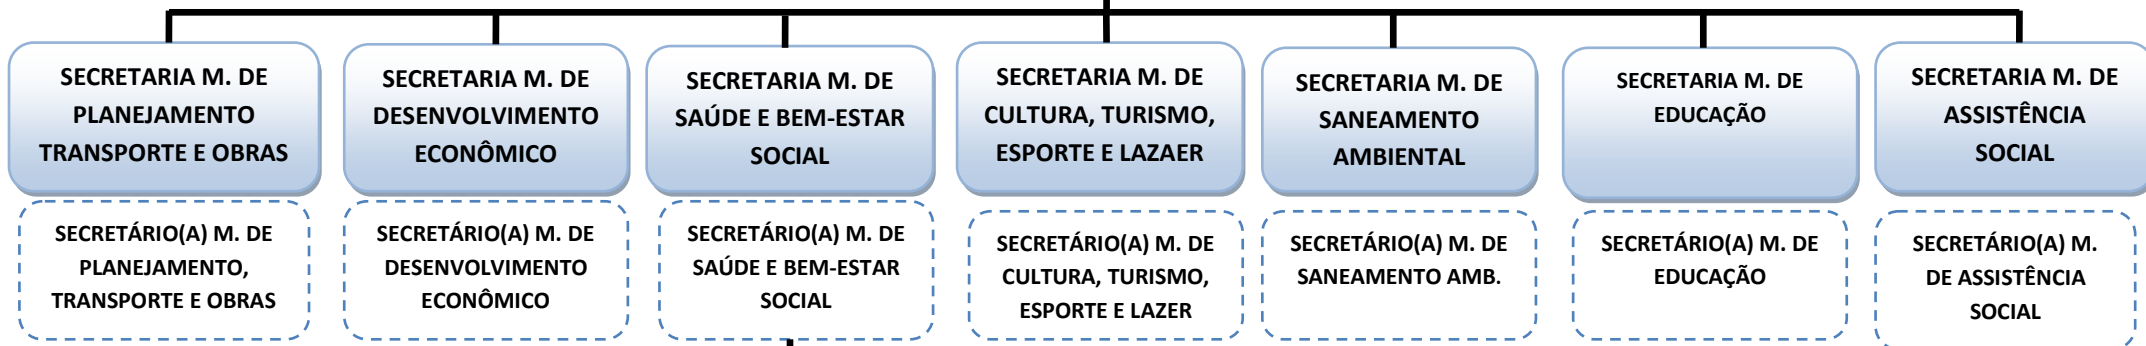 SECRETARIA M. DE
PLANEJAMENTO
TRANSPORTE E OBRAS
SECRETARIA M. DE
DESENVOLVIMENTO
ECONÔMICO
SECRETARIA M. DE
SAÚDE E BEM-ESTAR
SOCIAL
SECRETARIA M. DE
CULTURA, TURISMO,
ESPORTE E LAZAER
SECRETARIA M. DE
SANEAMENTO
AMBIENTAL
SECRETARIA M. DE
EDUCAÇÃO
SECRETARIA M. DE
ASSISTÊNCIA
SOCIAL
SECRETÁRIO(A) M. DE
PLANEJAMENTO,
TRANSPORTE E OBRAS
SECRETÁRIO(A) M. DE
DESENVOLVIMENTO
ECONÔMICO
SECRETÁRIO(A) M. DE
SAÚDE E BEM-ESTAR
SOCIAL
SECRETÁRIO(A) M. DE
CULTURA, TURISMO,
ESPORTE E LAZER
SECRETÁRIO(A) M. DE
SANEAMENTO AMB.
SECRETÁRIO(A) M. DE
EDUCAÇÃO
SECRETÁRIO(A) M.
DE ASSISTÊNCIA
SOCIAL